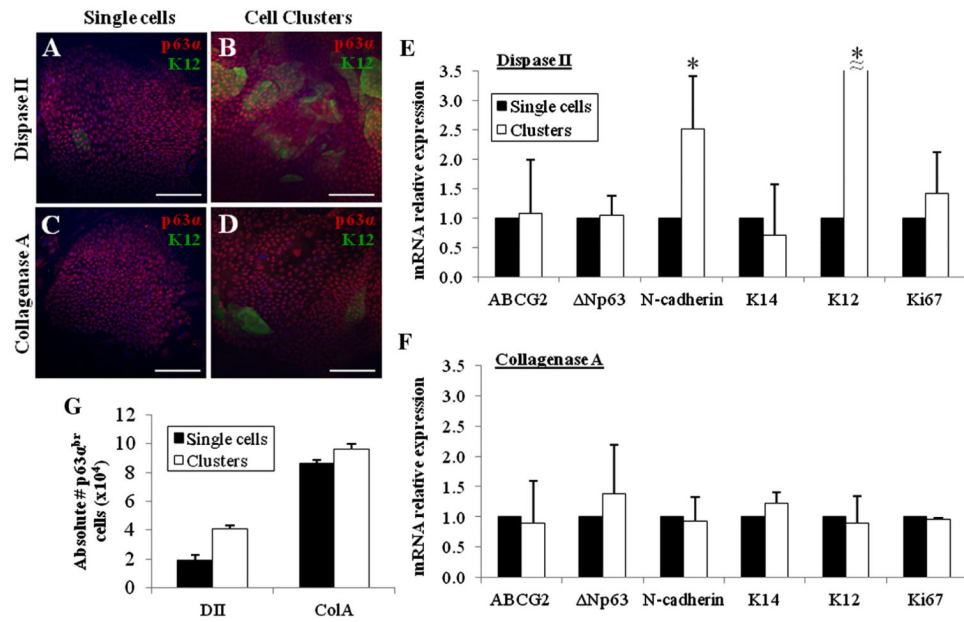 Single cells Cell Clusters
Dispase II
A p63α
K12
B p63α
K12
Collagenase A
C p63α
K12
D p63α
K12
E
Dispase II
mRNA relative expression
3.5
3.0
2.5
2.0
1.5
1.0
0.5
0.0
Single cells
Clusters
*
*
≈
ABCG2 ΔNp63 N-cadherin K14 K12 Ki67
F
Collagenase A
mRNA relative expression
3.5
3.0
2.5
2.0
1.5
1.0
0.5
0.0
ABCG2 ΔNp63 N-cadherin K14 K12 Ki67
G
Absolute # p63αbr
cells (x10⁴)
12
10
8
6
4
2
0
Single cells
Clusters
DII ColA